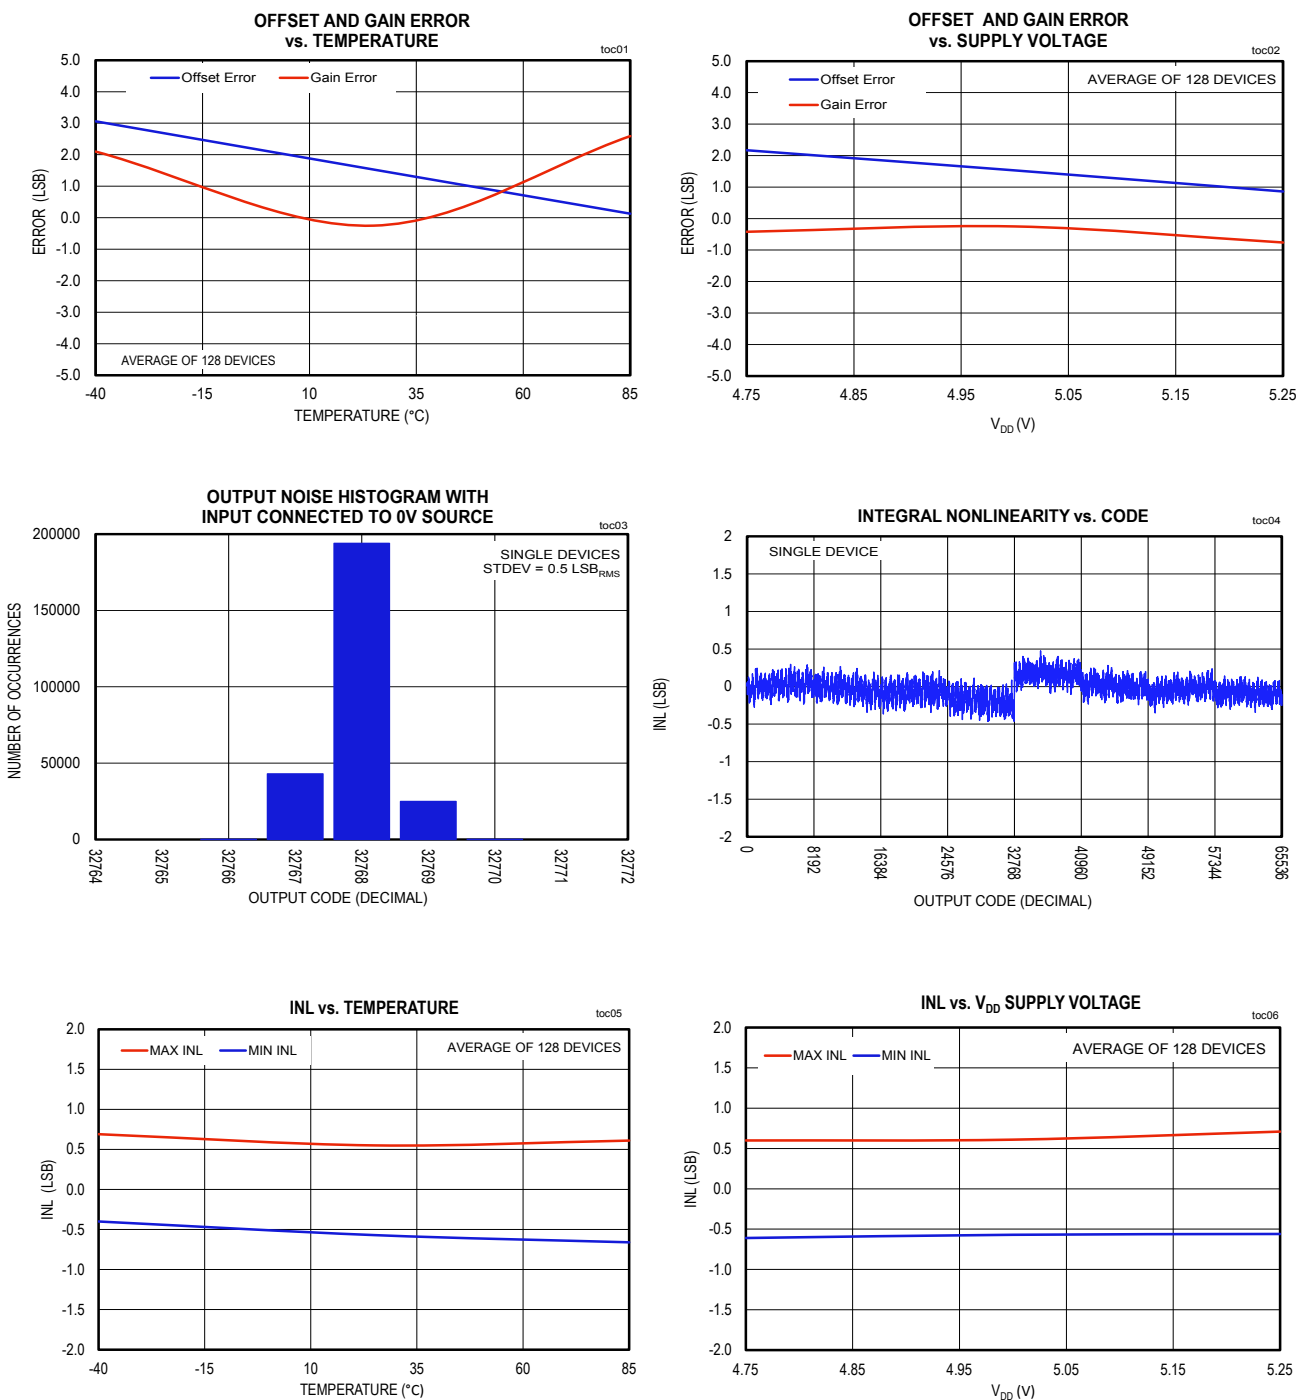 OFFSET AND GAIN ERROR
vs. TEMPERATURE
toc01
5.0
4.0
3.0
2.0
1.0
0.0
-1.0
-2.0
-3.0
-4.0
-5.0
ERROR (LSB)
Offset Error
Gain Error
AVERAGE OF 128 DEVICES
-40 -15 10 35 60 85
TEMPERATURE (°C)
OFFSET AND GAIN ERROR
vs. SUPPLY VOLTAGE
toc02
5.0
4.0
3.0
2.0
1.0
0.0
-1.0
-2.0
-3.0
-4.0
-5.0
ERROR (LSB)
Offset Error
Gain Error
AVERAGE OF 128 DEVICES
4.75 4.85 4.95 5.05 5.15 5.25
VDD (V)
OUTPUT NOISE HISTOGRAM WITH
INPUT CONNECTED TO 0V SOURCE
toc03
200000
150000
100000
50000
0
NUMBER OF OCCURRENCES
SINGLE DEVICES
STDEV = 0.5 LSBRMS
32764 32765 32766 32767 32768 32769 32770 32771 32772
OUTPUT CODE (DECIMAL)
INTEGRAL NONLINEARITY vs. CODE
toc04
2
1.5
1
0.5
0
-0.5
-1
-1.5
-2
INL (LSB)
SINGLE DEVICE
0 8192 16384 24576 32768 40960 49152 57344 65536
OUTPUT CODE (DECIMAL)
INL vs. TEMPERATURE
toc05
2.0
1.5
1.0
0.5
0.0
-0.5
-1.0
-1.5
-2.0
INL (LSB)
MAX INL
MIN INL
AVERAGE OF 128 DEVICES
-40 -15 10 35 60 85
TEMPERATURE (°C)
INL vs. VDD SUPPLY VOLTAGE
toc06
2.0
1.5
1.0
0.5
0.0
-0.5
-1.0
-1.5
-2.0
INL (LSB)
MAX INL
MIN INL
AVERAGE OF 128 DEVICES
4.75 4.85 4.95 5.05 5.15 5.25
VDD (V)